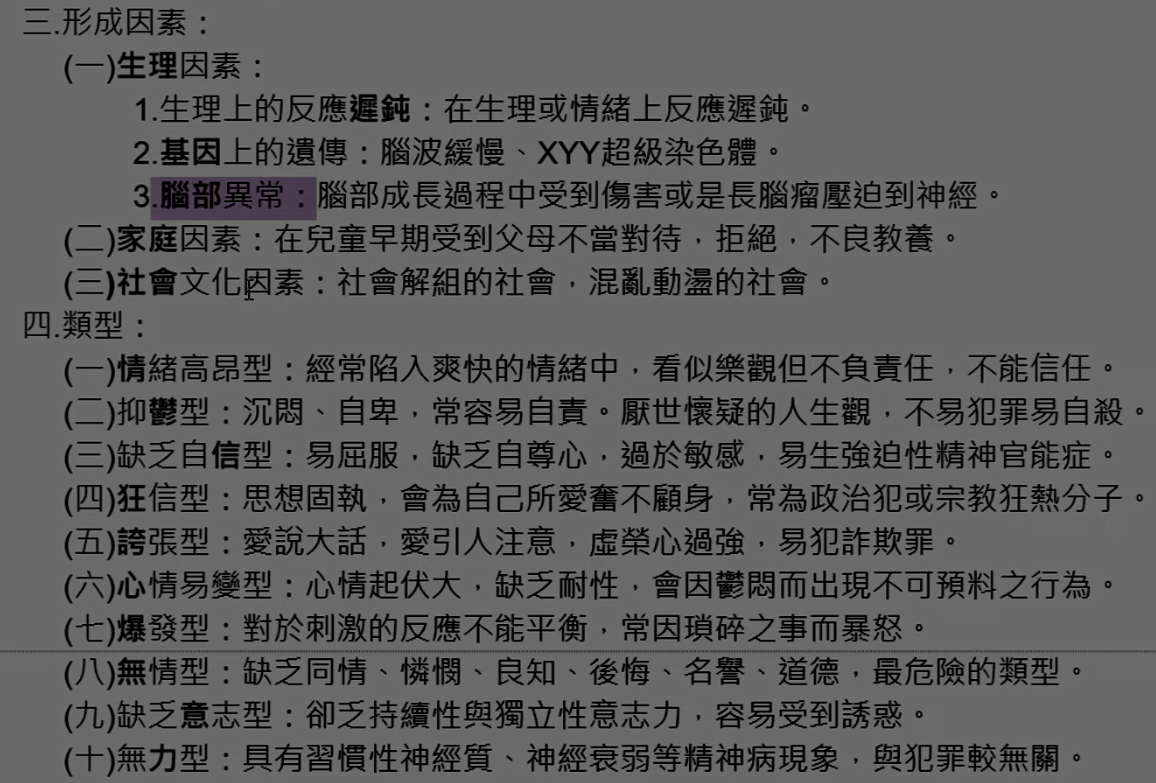 三.形成因素：
(一)生理因素：
1.生理上的反應遲鈍：在生理或情緒上反應遲鈍。
2.基因上的遺傳：腦波緩慢、XYY超級染色體。
3.腦部異常：腦部成長過程中受到傷害或是長腦瘤壓迫到神經。
(二)家庭因素：在兒童早期受到父母不當對待，拒絕，不良教養。
(三)社會文化因素：社會解組的社會，混亂動盪的社會。
四.類型：
(一)情緒高昂型：經常陷入爽快的情緒中，看似樂觀但不負責任，不能信任。
(二)抑鬱型：沉悶、自卑，常容易自責。厭世懷疑的人生觀，不易犯罪易自殺。
(三)缺乏自信型：易屈服，缺乏自尊心，過於敏感，易生強迫性精神官能症。
(四)狂信型：思想固執，會為自己所愛奮不顧身，常為政治犯或宗教狂熱分子。
(五)誇張型：愛說大話，愛引人注意，虛榮心過強，易犯詐欺罪。
(六)心情易變型：心情起伏大，缺乏耐性，會因鬱悶而出現不可預料之行為。
(七)爆發型：對於刺激的反應不能平衡，常因瑣碎之事而暴怒。
(八)無情型：缺乏同情、憐憫、良知、後悔、名譽、道德，最危險的類型。
(九)缺乏意志型：卻乏持續性與獨立性意志力，容易受到誘惑。
(十)無力型：具有習慣性神經質、神經衰弱等精神病現象，與犯罪較無關。